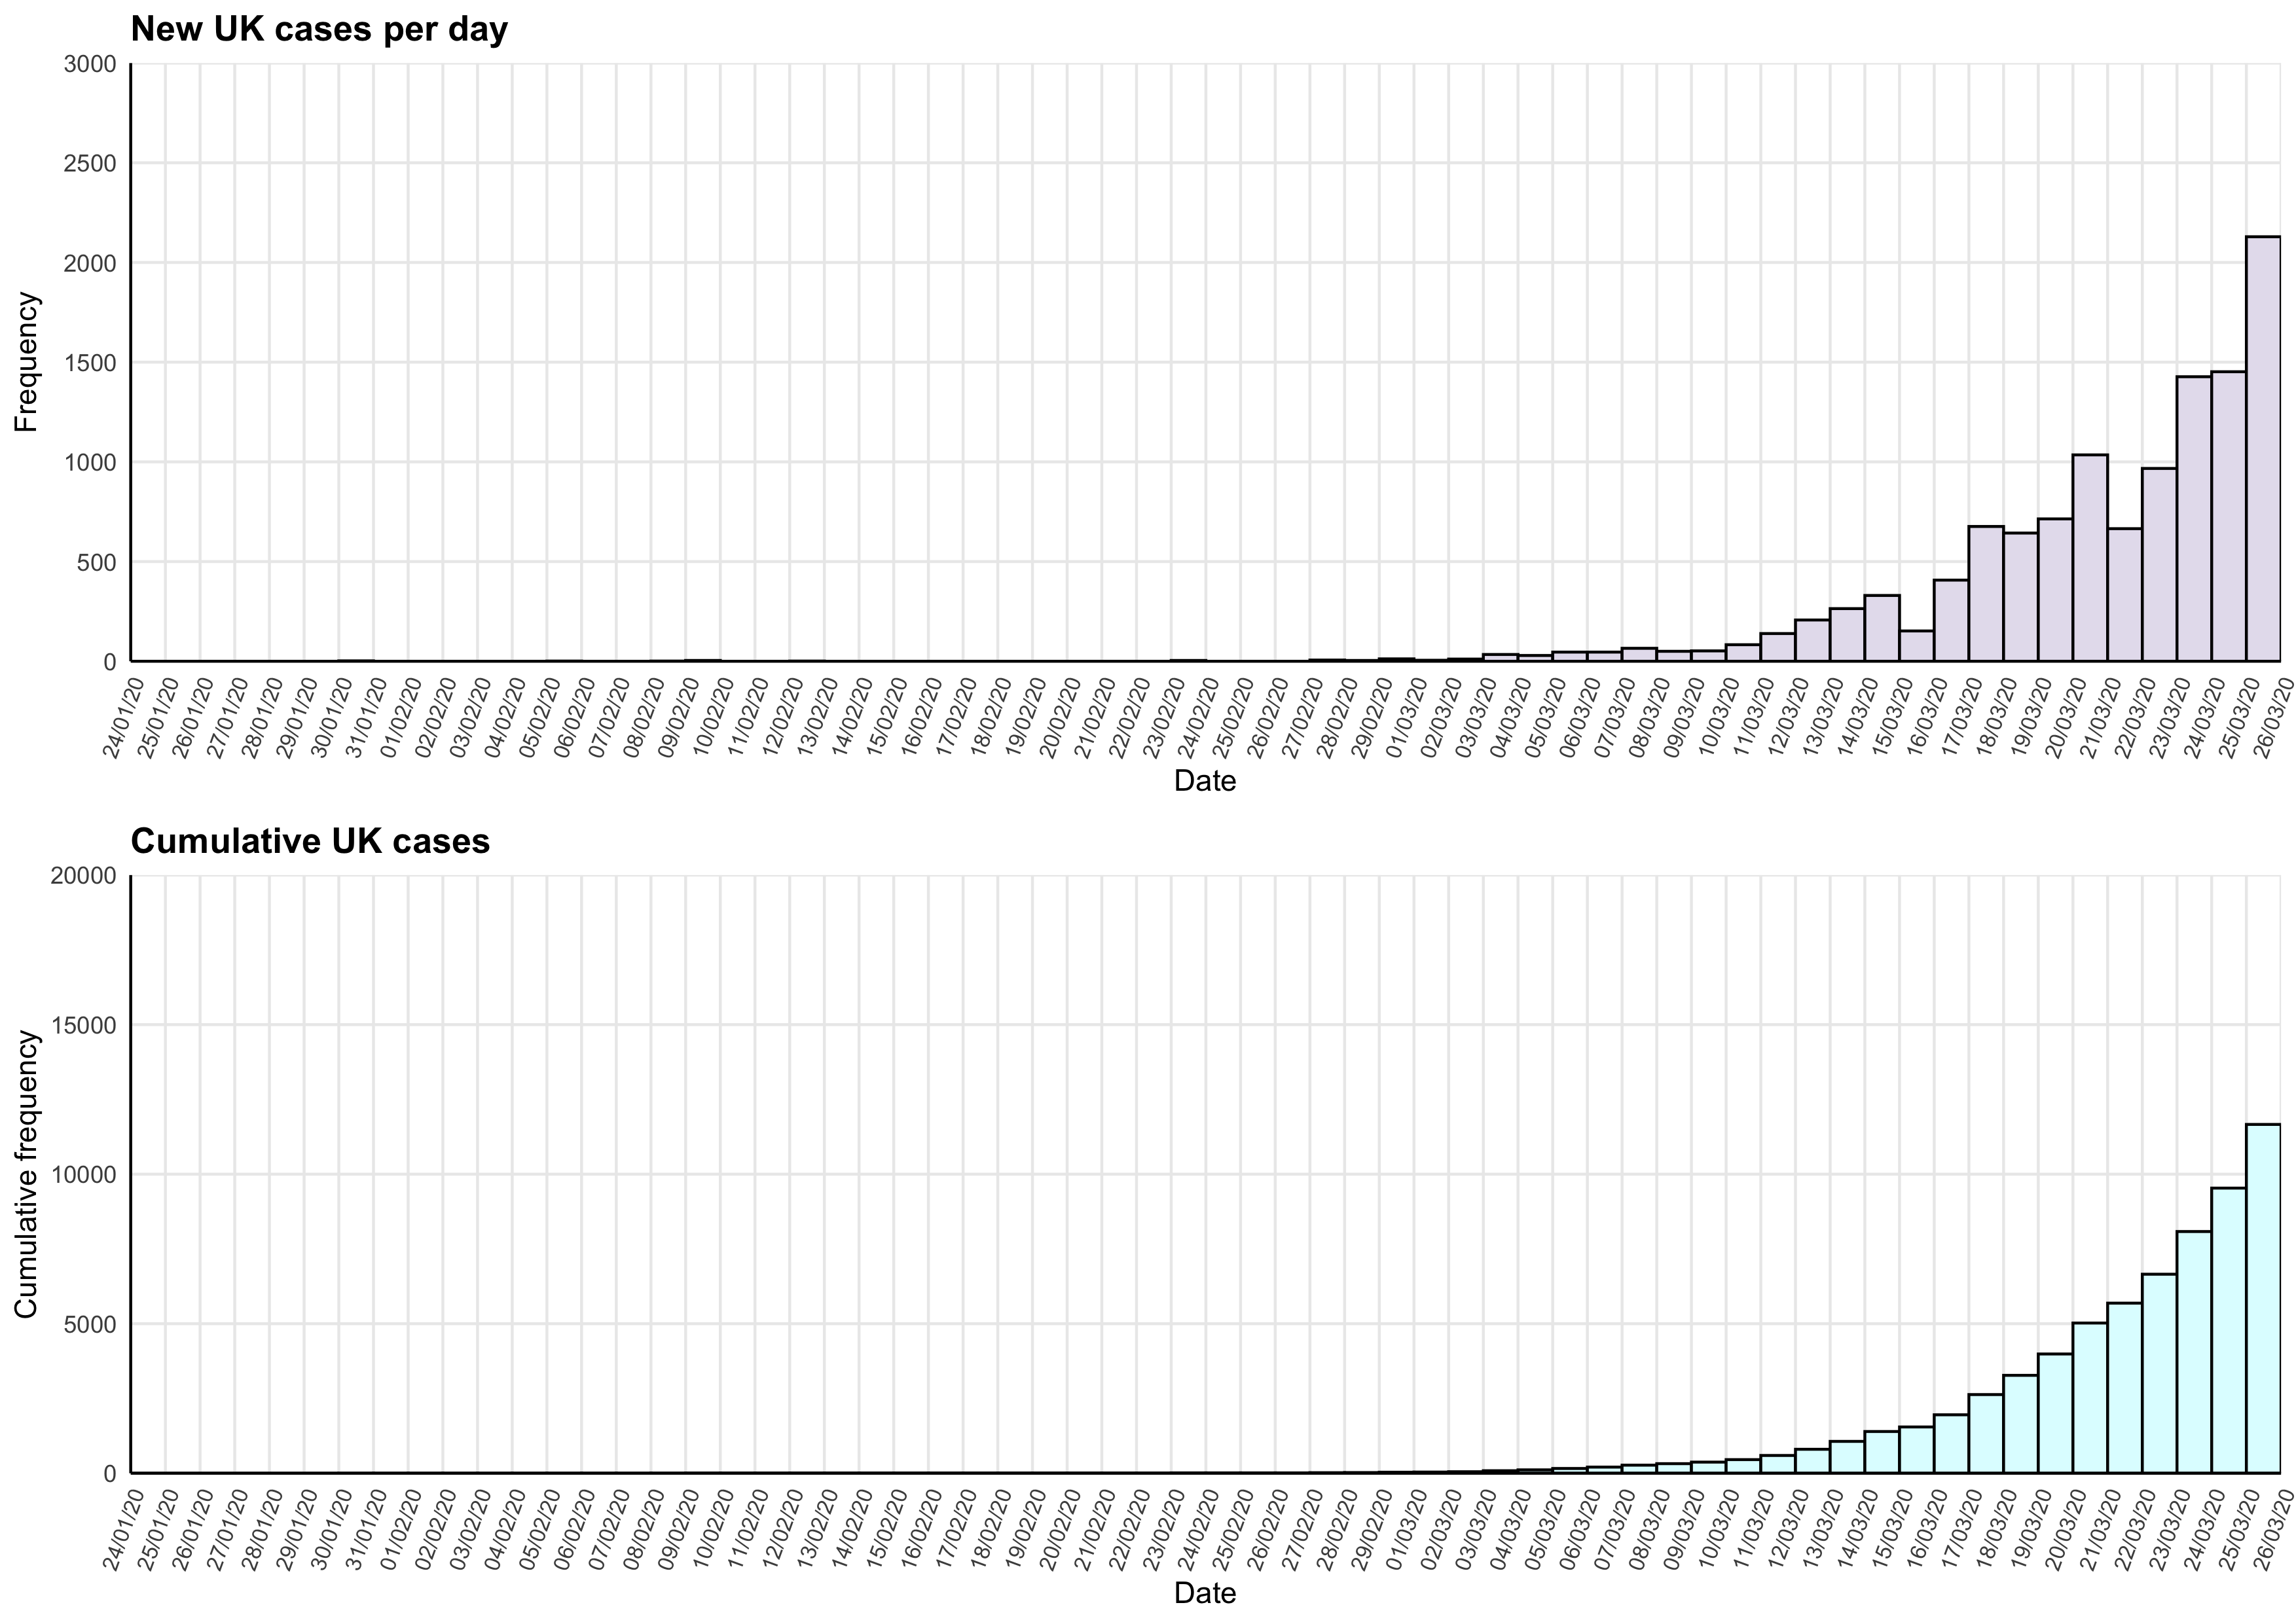 New UK cases per day
3000
2500
2000
1500
1000
500
0
Frequency
24/01/20 25/01/20 26/01/20 27/01/20 28/01/20 29/01/20 30/01/20 31/01/20 01/02/20 02/02/20 03/02/20 04/02/20 05/02/20 06/02/20 07/02/20 08/02/20 09/02/20 10/02/20 11/02/20 12/02/20 13/02/20 14/02/20 15/02/20 16/02/20 17/02/20 18/02/20 19/02/20 20/02/20 21/02/20 22/02/20 23/02/20 24/02/20 25/02/20 26/02/20 27/02/20 28/02/20 29/02/20 01/03/20 02/03/20 03/03/20 04/03/20 05/03/20 06/03/20 07/03/20 08/03/20 09/03/20 10/03/20 11/03/20 12/03/20 13/03/20 14/03/20 15/03/20 16/03/20 17/03/20 18/03/20 19/03/20 20/03/20 21/03/20 22/03/20 23/03/20 24/03/20 25/03/20 26/03/20
Date
Cumulative UK cases
20000
15000
10000
5000
0
Cumulative frequency
24/01/20 25/01/20 26/01/20 27/01/20 28/01/20 29/01/20 30/01/20 31/01/20 01/02/20 02/02/20 03/02/20 04/02/20 05/02/20 06/02/20 07/02/20 08/02/20 09/02/20 10/02/20 11/02/20 12/02/20 13/02/20 14/02/20 15/02/20 16/02/20 17/02/20 18/02/20 19/02/20 20/02/20 21/02/20 22/02/20 23/02/20 24/02/20 25/02/20 26/02/20 27/02/20 28/02/20 29/02/20 01/03/20 02/03/20 03/03/20 04/03/20 05/03/20 06/03/20 07/03/20 08/03/20 09/03/20 10/03/20 11/03/20 12/03/20 13/03/20 14/03/20 15/03/20 16/03/20 17/03/20 18/03/20 19/03/20 20/03/20 21/03/20 22/03/20 23/03/20 24/03/20 25/03/20 26/03/20
Date